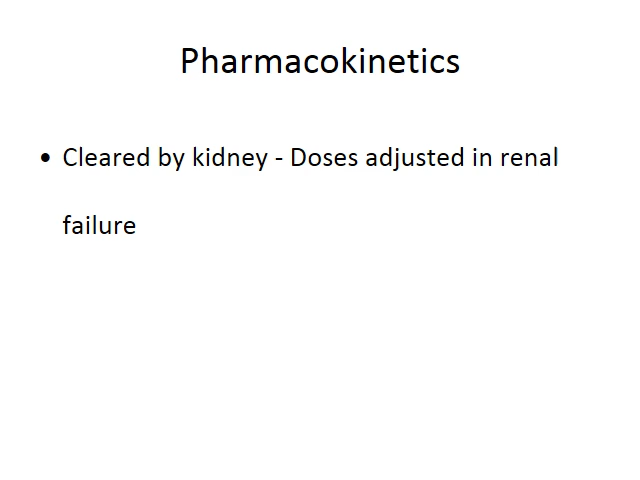 Pharmacokinetics
• Cleared by kidney - Doses adjusted in renal
failure